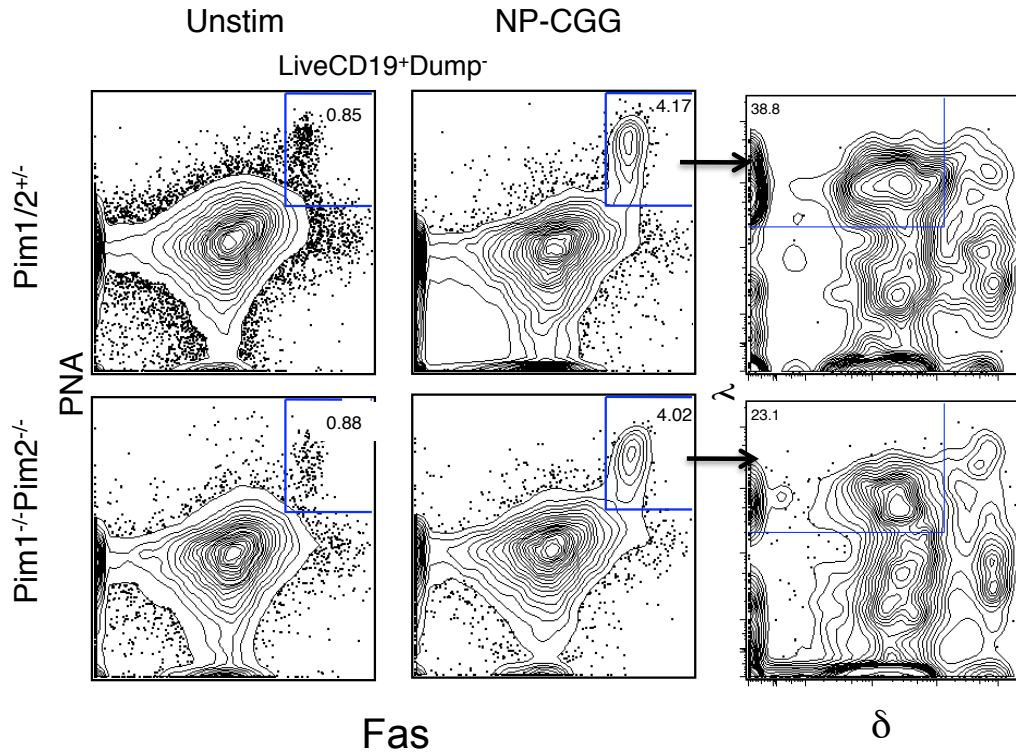 Unstim NP-CGG
LiveCD19⁺Dump⁻
0.85
4.17
38.8
Pim1/2⁺/⁻
PNA
λ
0.88
4.02
23.1
Pim1⁻/⁻Pim2⁻/⁻
Fas
δ